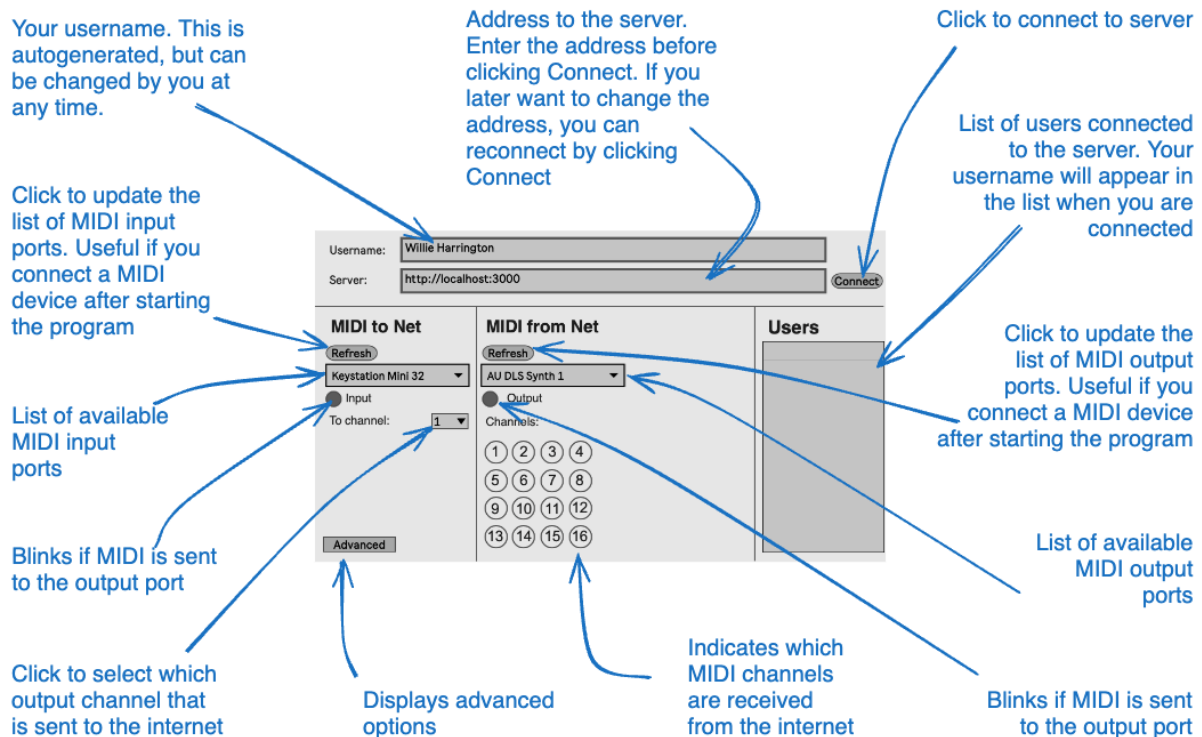 Your username. This is
autogenerated, but can
be changed by you at
any time.
Address to the server.
Enter the address before
clicking Connect. If you
later want to change the
address, you can
reconnect by clicking
Connect
Click to connect to server
List of users connected
to the server. Your
username will appear in
the list when you are
connected
Click to update the
list of MIDI input
ports. Useful if you
connect a MIDI
device after starting
the program
Username:
Willie Harrington
Server:
http://localhost:3000
Connect
MIDI to Net
Refresh
Keystation Mini 32
Input
To channel:
1
Advanced
MIDI from Net
Refresh
AU DLS Synth 1
Output
Channels:
1 2 3 4
5 6 7 8
9 10 11 12
13 14 15 16
Users
Click to update the
list of MIDI output
ports. Useful if you
connect a MIDI device
after starting the program
List of available
MIDI input
ports
Blinks if MIDI is sent
to the output port
List of available
MIDI output
ports
Click to select which
output channel that
is sent to the internet
Displays advanced
options
Indicates which
MIDI channels
are received
from the internet
Blinks if MIDI is sent
to the output port